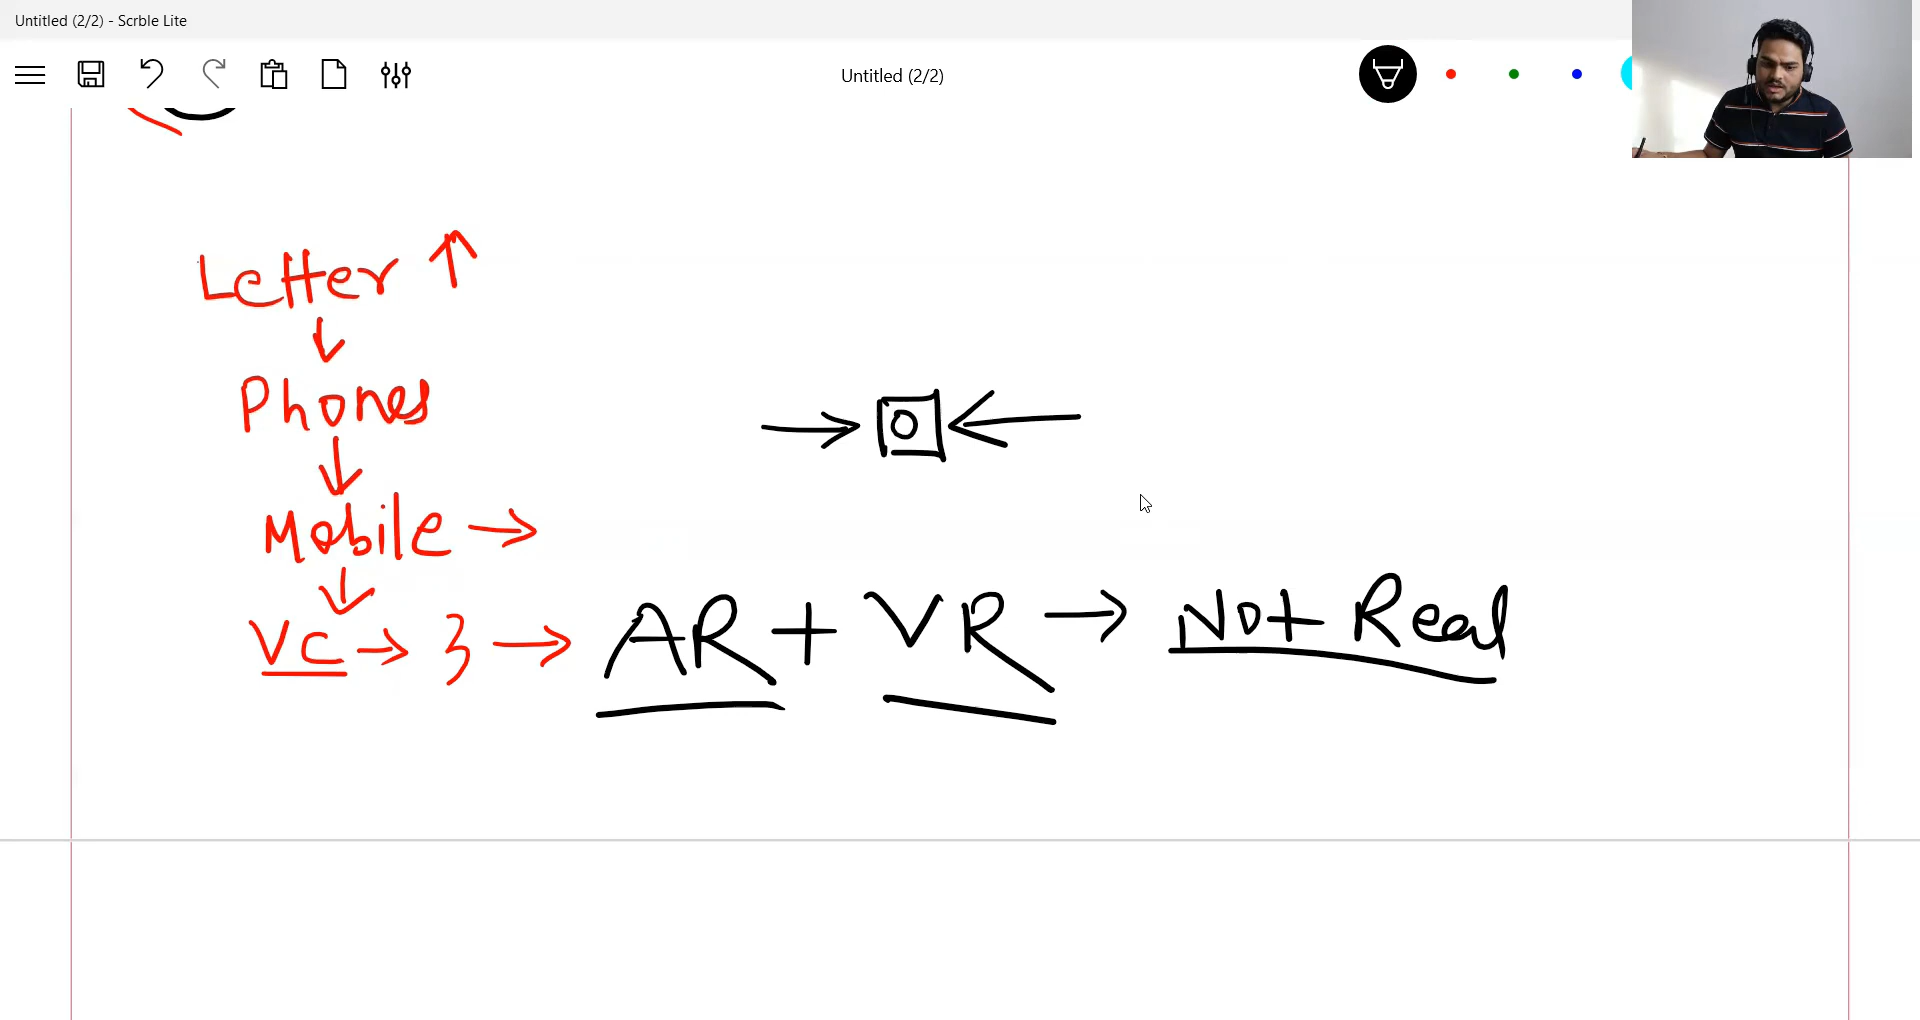 Untitled (2/2) - Scrble Lite
Untitled (2/2)
Letter ↑
↓
Phones
↓
Mobile →
↓
VC → 3 → AR + VR → Not Real